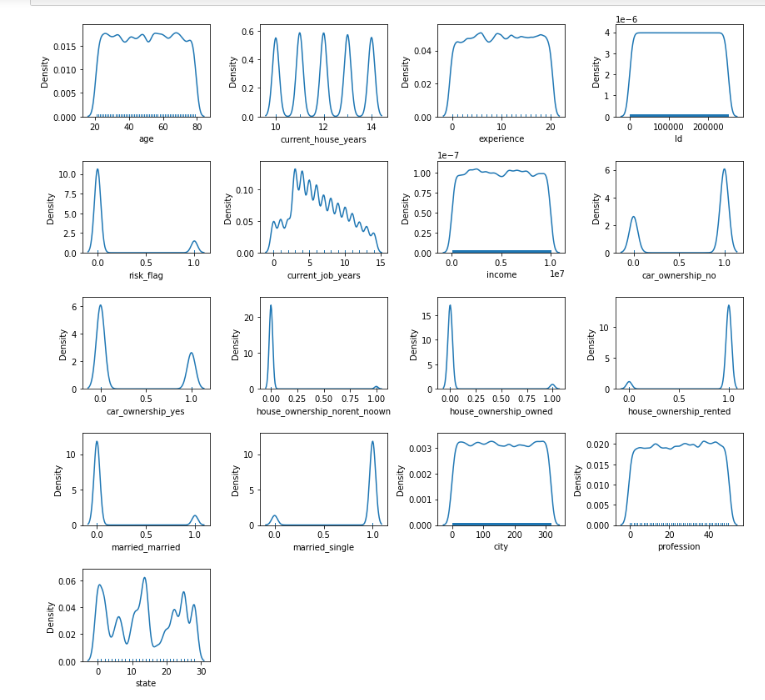 1e−6
0.015
0.010
0.005
0.000
Density
20 40 60 80
age
0.6
0.4
0.2
0.0
Density
10 12 14
current_house_years
0.04
0.02
0.00
Density
0 10 20
experience
4
3
2
1
0
Density
0 100000 200000
Id
1e−7
10.0
7.5
5.0
2.5
0.0
Density
0.0 0.5 1.0
risk_flag
0.10
0.05
0.00
Density
0 5 10 15
current_job_years
1.00
0.75
0.50
0.25
0.00
Density
0.0 0.5 1.0
income 1e7
6
4
2
0
Density
0.0 0.5 1.0
car_ownership_no
6
4
2
0
Density
0.0 0.5 1.0
car_ownership_yes
20
10
0
Density
0.00 0.25 0.50 0.75 1.00
house_ownership_norent_noown
15
10
5
0
Density
0.00 0.25 0.50 0.75 1.00
house_ownership_owned
10
5
0
Density
0.0 0.5 1.0
house_ownership_rented
10
5
0
Density
0.0 0.5 1.0
married_married
10
5
0
Density
0.0 0.5 1.0
married_single
0.003
0.002
0.001
0.000
Density
0 100 200 300
city
0.020
0.015
0.010
0.005
0.000
Density
0 20 40
profession
0.06
0.04
0.02
0.00
Density
0 10 20 30
state